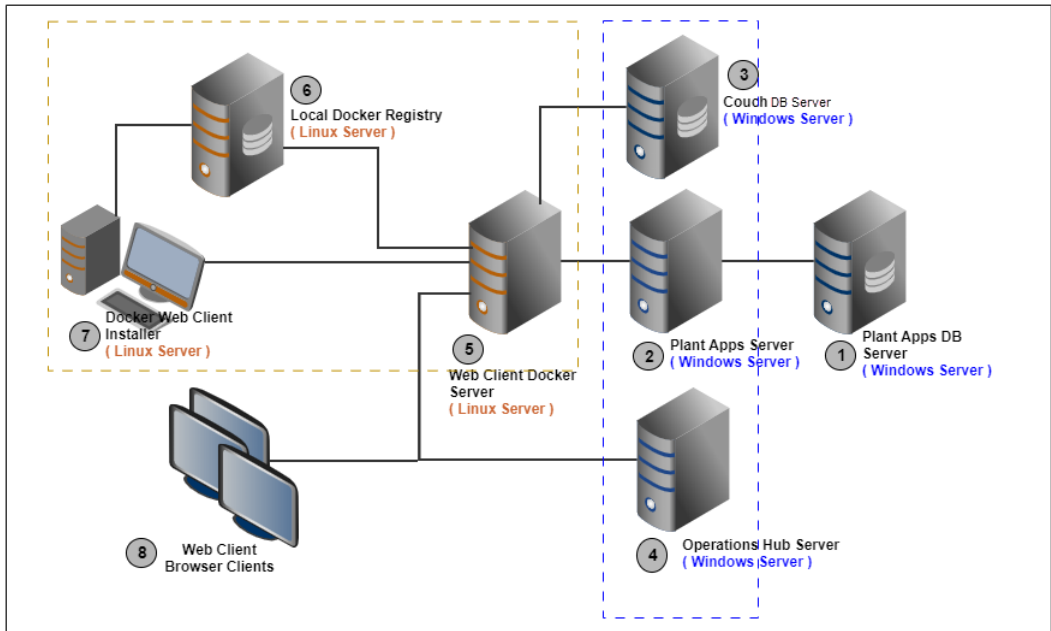 6
Local Docker Registry
( Linux Server )
3
Couch DB Server
( Windows Server )
7
Docker Web Client
Installer
( Linux Server )
5
Web Client Docker
Server
( Linux Server )
2
Plant Apps Server
( Windows Server )
1
Plant Apps DB
Server
( Windows Server )
8
Web Client
Browser Clients
4
Operations Hub Server
( Windows Server )